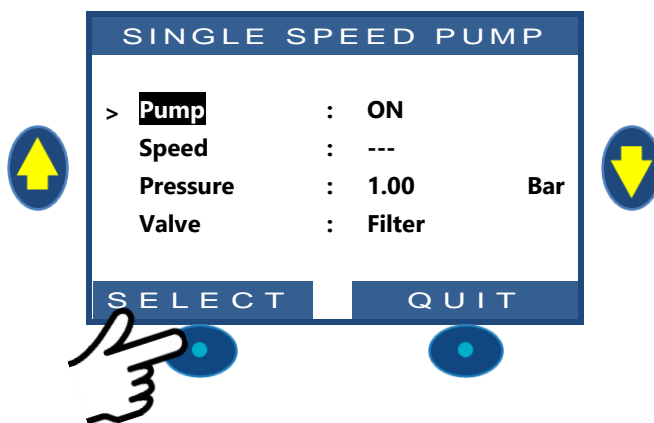 SINGLE SPEED PUMP
> Pump : ON
Speed : ---
Pressure : 1.00 Bar
Valve : Filter
SELECT QUIT